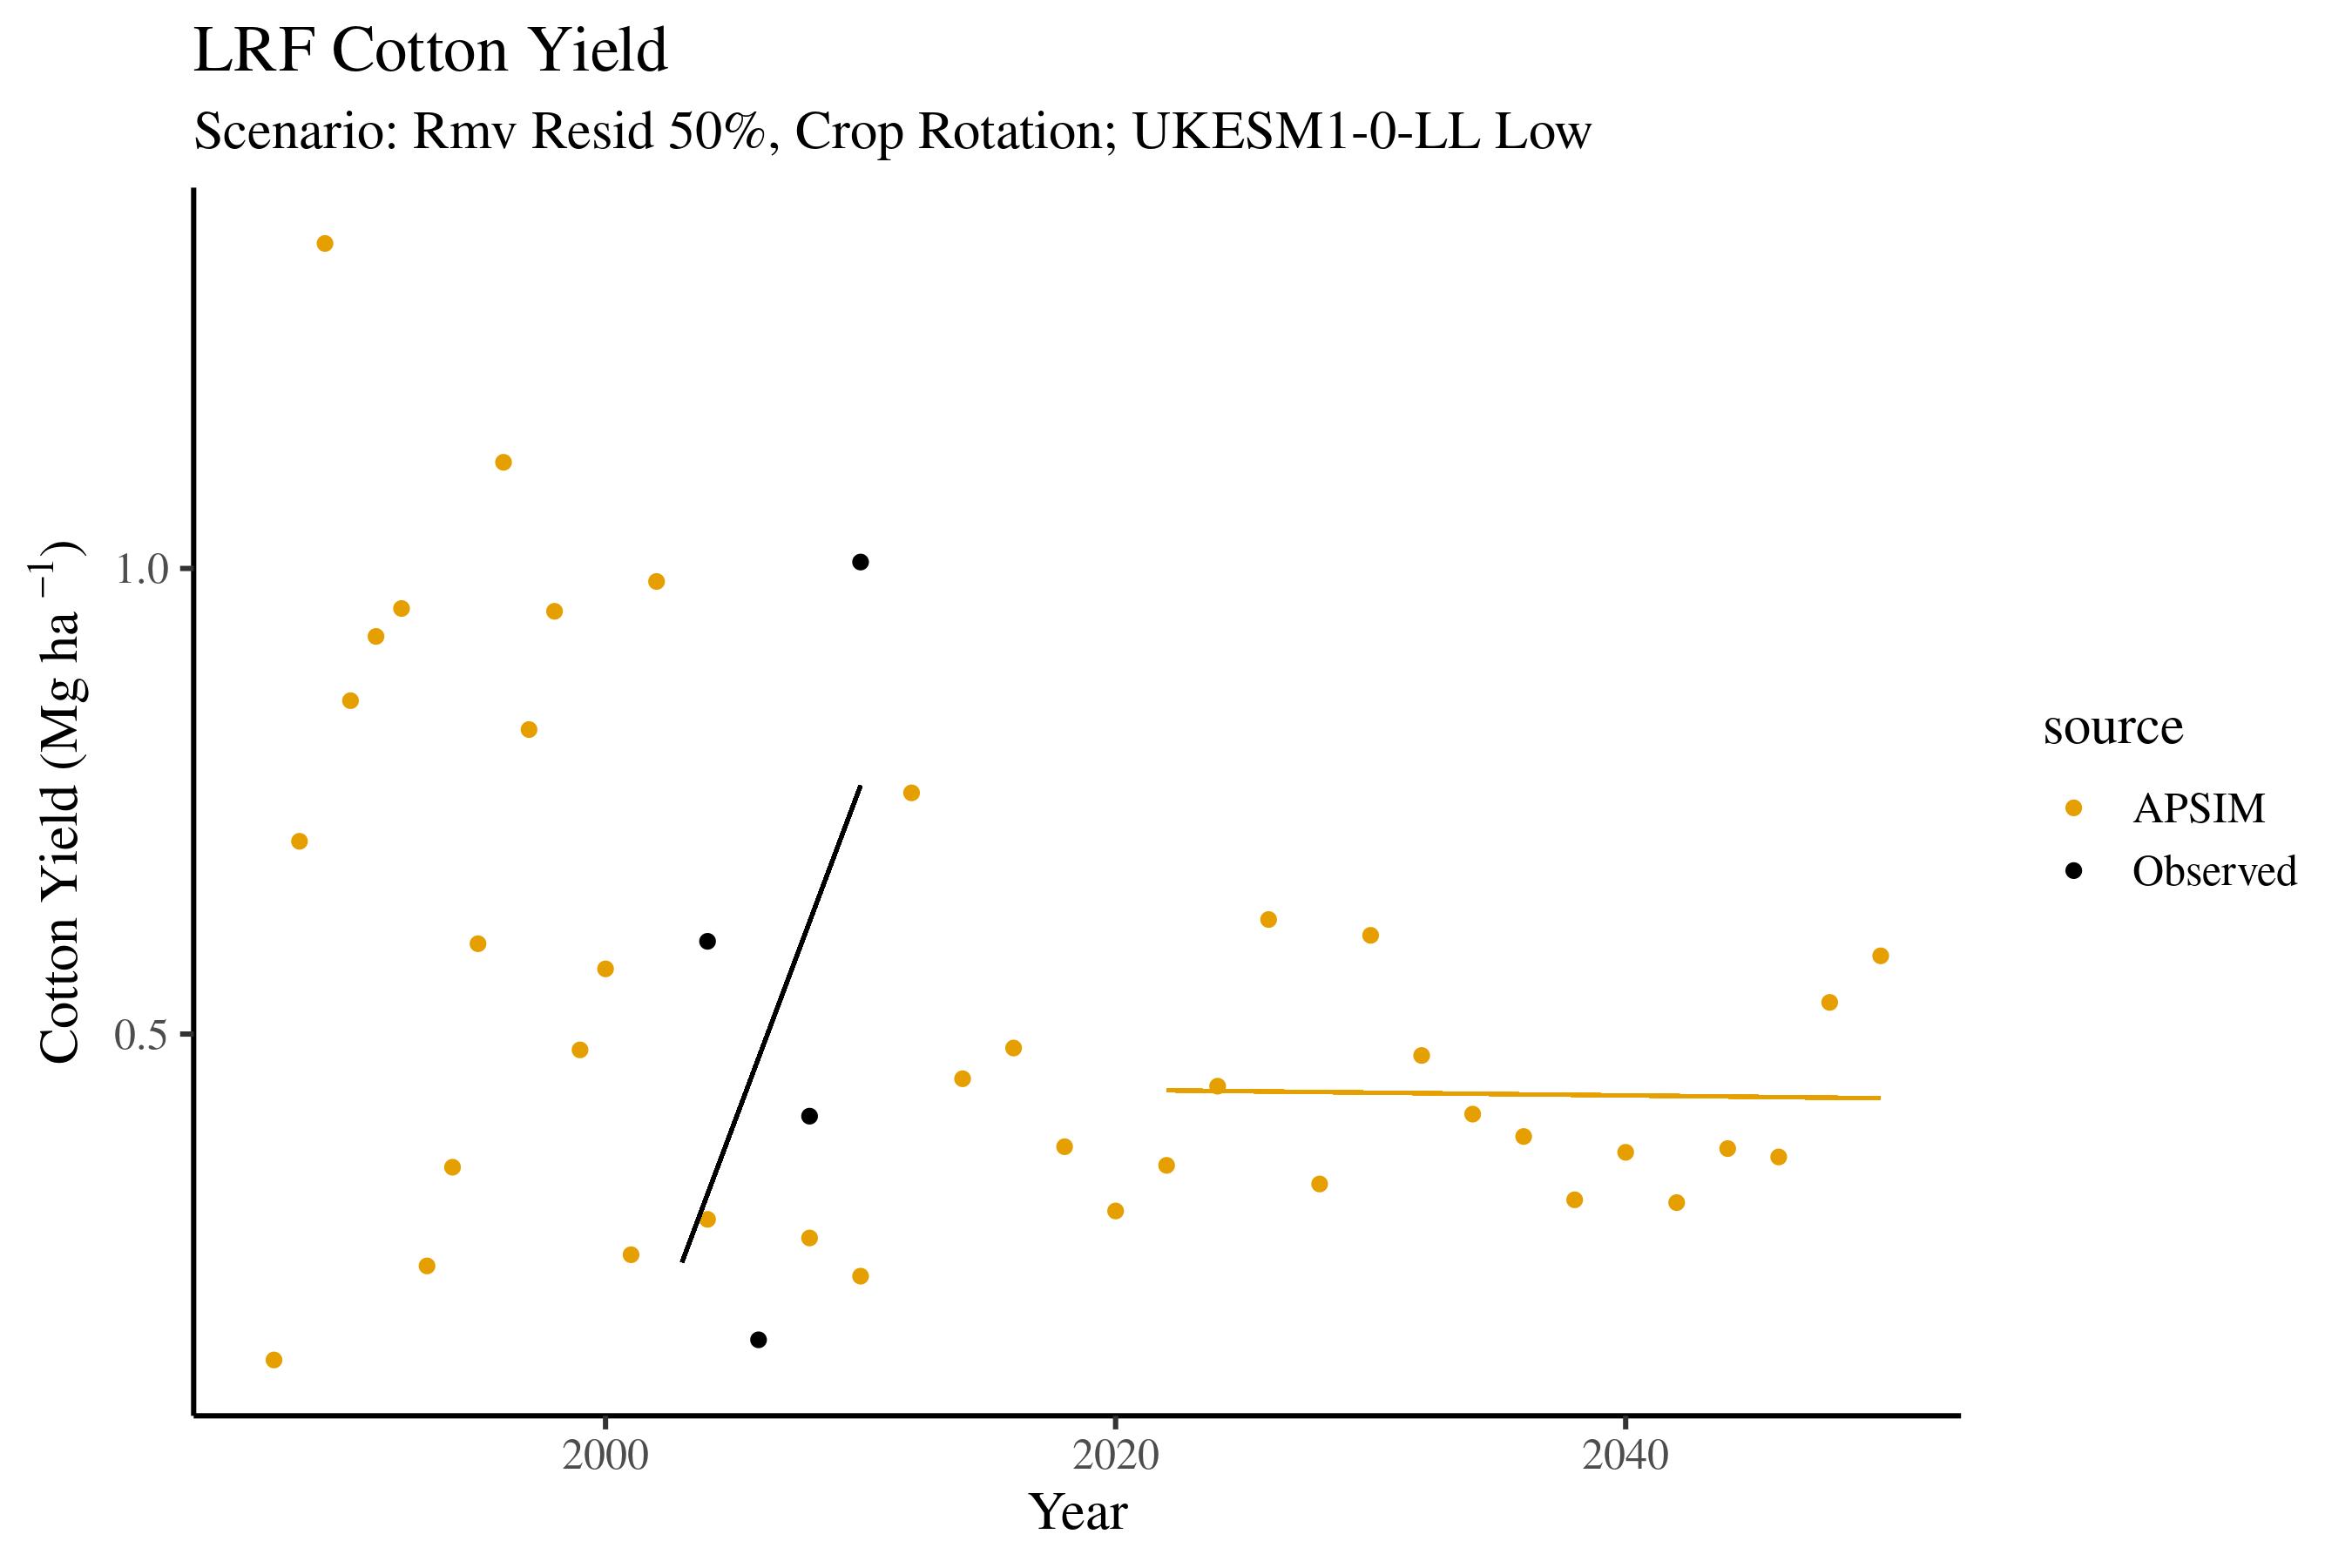 LRF Cotton Yield
Scenario: Rmv Resid 50%, Crop Rotation; UKESM1-0-LL Low
Cotton Yield (Mg ha −1)
1.0
0.5
2000
2020
2040
Year
source
APSIM
Observed